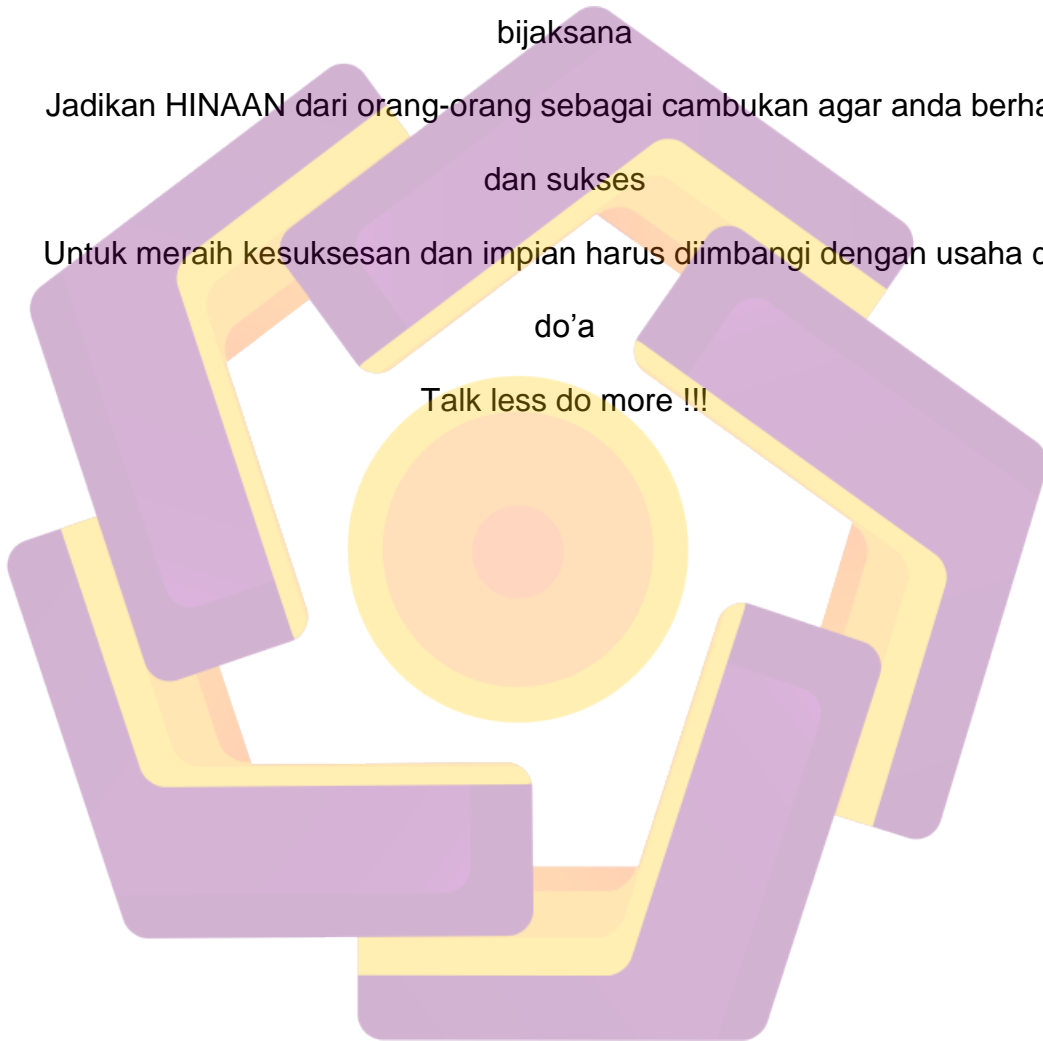 bijaksana
Jadikan HINAAN dari orang-orang sebagai cambukan agar anda
dan sukses
Untuk meraih kesuksesan dan impian harus diimbangi dengan usaha
do’a
Talk less do more !!!